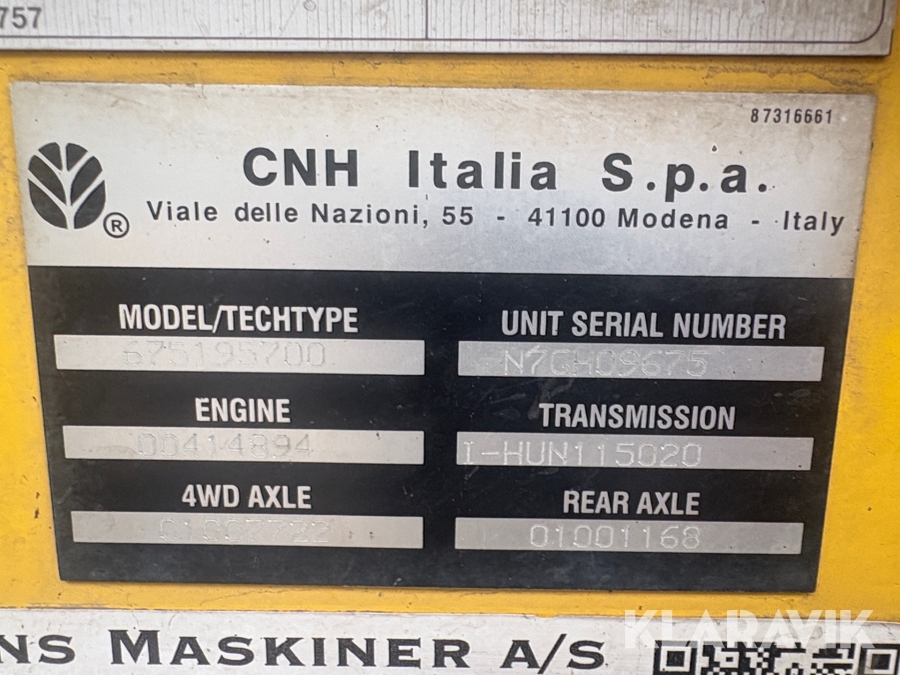 757
87316661
CNH Italia S.p.a.
®
Viale delle Nazioni, 55 - 41100 Modena - Italy
MODEL/TECHTYPE
675195700
UNIT SERIAL NUMBER
N7GH09675
ENGINE
00414894
TRANSMISSION
I-HUN115020
4WD AXLE
REAR AXLE
01001168
NS MASKINER A/S
KLARAVIK